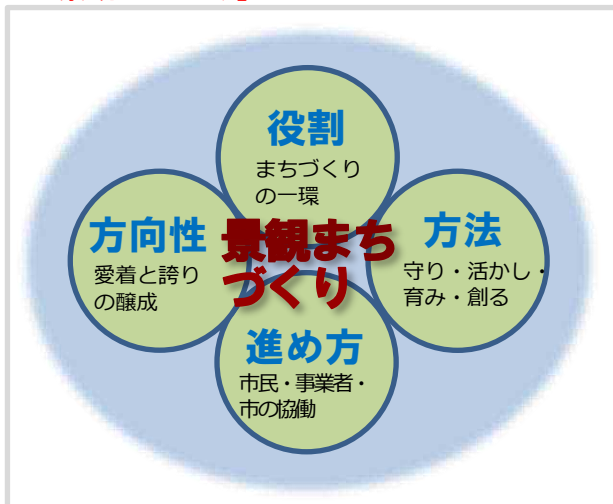 役割
まちづくり
の一環
方向性
愛着と誇り
の醸成
景観まち
づくり
方法
守り・活かし・
育み・創る
進め方
市民・事業者・
市の協働